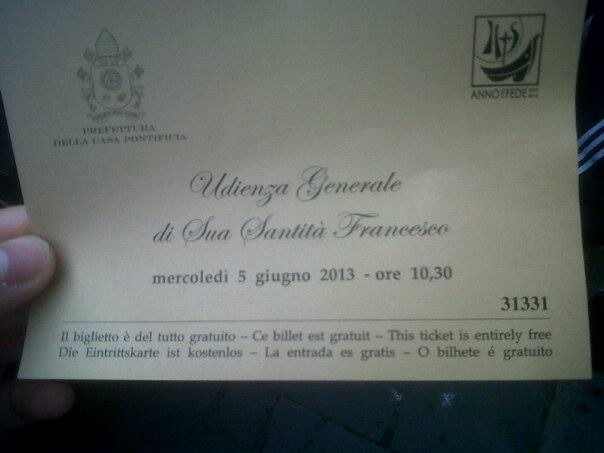 PREFETTURA
DELLA CASA PONTIFICIA
ANNO DELLA FEDE
Udienza Generale
di Sua Santità Francesco
mercoledì 5 giugno 2013 - ore 10,30
31331
Il biglietto è del tutto gratuito – Ce billet est gratuit – This ticket is entirely free
Die Eintrittskarte ist kostenlos – La entrada es gratis – O bilhete é gratuito